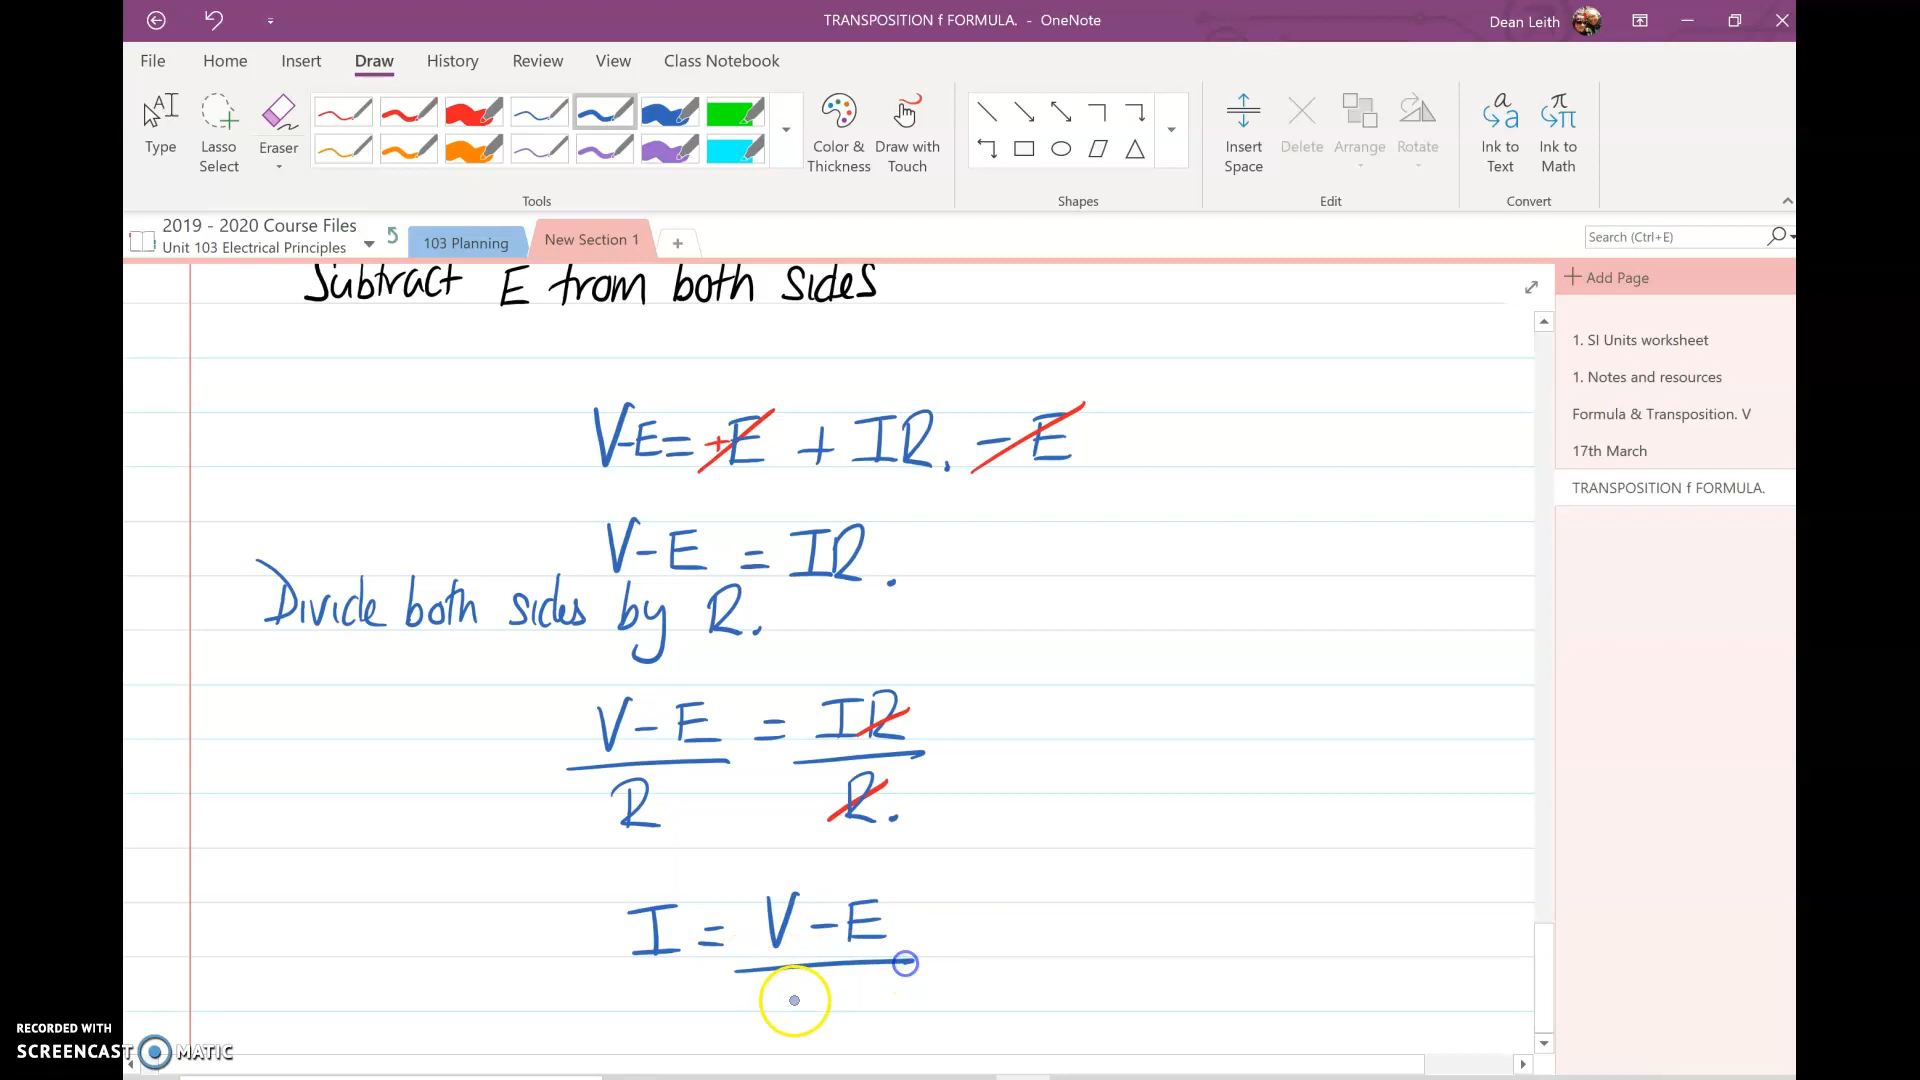 TRANSPOSITION f FORMULA. - OneNote
Dean Leith
File Home Insert Draw History Review View Class Notebook
Type
Lasso Select
Eraser
Color & Thickness
Draw with Touch
Insert Space
Delete
Arrange
Rotate
Ink to Text
Ink to Math
Tools
Shapes
Edit
Convert
2019 - 2020 Course Files
Unit 103 Electrical Principles
103 Planning
New Section 1
Search (Ctrl+E)
Subtract E from both sides
V-E = +E + IR. - E
V - E = IR.
Divide both sides by R.
V - E = IR
R R.
I = V - E
Add Page
1. SI Units worksheet
1. Notes and resources
Formula & Transposition. V
17th March
TRANSPOSITION f FORMULA.
RECORDED WITH
SCREENCAST MATIC